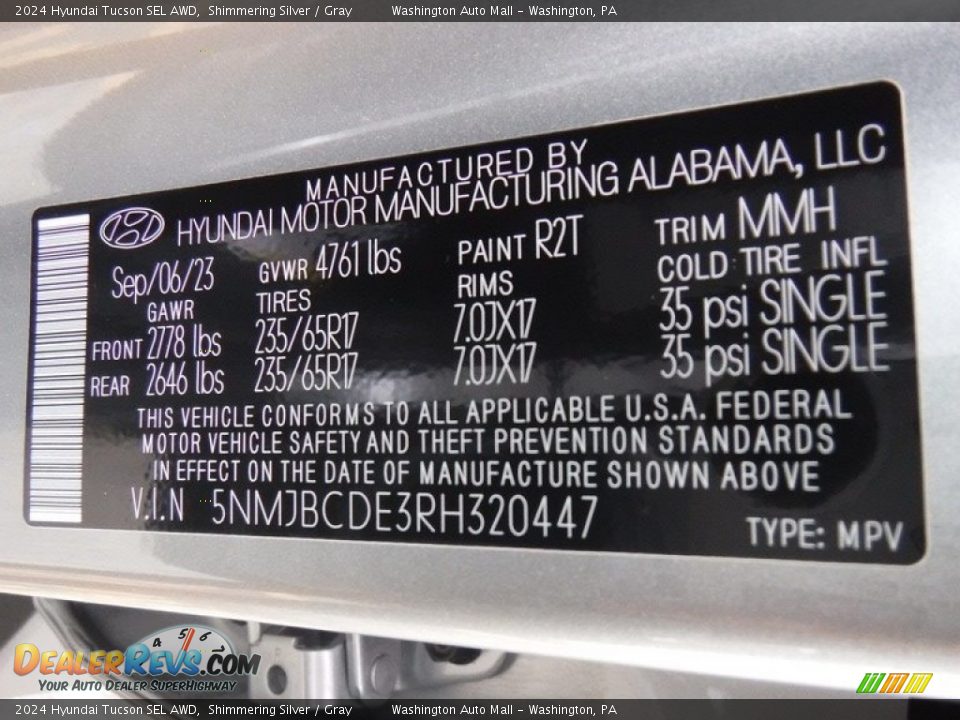 2024 Hyundai Tucson SEL AWD, Shimmering Silver / Gray Washington Auto Mall - Washington, PA
MANUFACTURED BY
HYUNDAI MOTOR MANUFACTURING ALABAMA, LLC
Sep/06/23 GVWR 4761 lbs PAINT R2T TRIM MMH
GAWR TIRES RIMS COLD TIRE INFL
FRONT 2778 lbs 235/65R17 7.0JX17 35 psi SINGLE
REAR 2646 lbs 235/65R17 7.0JX17 35 psi SINGLE
THIS VEHICLE CONFORMS TO ALL APPLICABLE U.S.A. FEDERAL
MOTOR VEHICLE SAFETY AND THEFT PREVENTION STANDARDS
IN EFFECT ON THE DATE OF MANUFACTURE SHOWN ABOVE
V.I.N 5NMJBCDE3RH320447 TYPE: MPV
4 5 6
DEALERREVS.COM
YOUR AUTO DEALER SUPERHIGHWAY
2024 Hyundai Tucson SEL AWD, Shimmering Silver / Gray Washington Auto Mall - Washington, PA